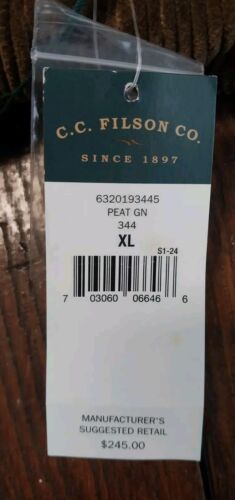 C.C. FILSON CO.
SINCE 1897
6320193445
PEAT GN
344
XL
S1-24
7 03060 06646 6
MANUFACTURER'S
SUGGESTED RETAIL
$245.00